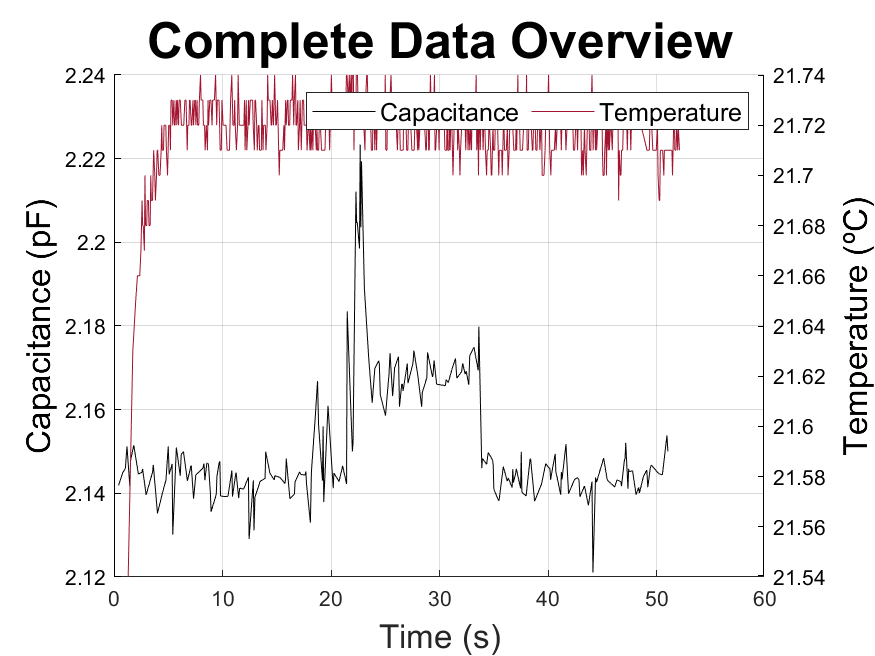 Complete Data Overview
2.24
2.22
2.2
2.18
2.16
2.14
2.12
Capacitance (pF)
Capacitance
Temperature
21.74
21.72
21.7
21.68
21.66
21.64
21.62
21.6
21.58
21.56
21.54
Temperature (ºC)
0 10 20 30 40 50 60
Time (s)